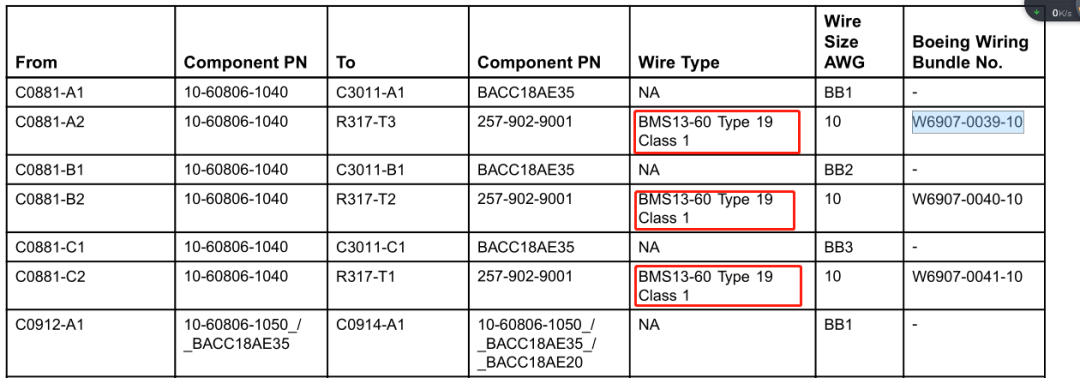 0K/s
From Component PN To Component PN Wire Type Wire Size AWG Boeing Wiring Bundle No.
C0881-A1 10-60806-1040 C3011-A1 BACC18AE35 NA BB1 -
C0881-A2 10-60806-1040 R317-T3 257-902-9001 BMS13-60 Type 19 Class 1 10 W6907-0039-10
C0881-B1 10-60806-1040 C3011-B1 BACC18AE35 NA BB2 -
C0881-B2 10-60806-1040 R317-T2 257-902-9001 BMS13-60 Type 19 Class 1 10 W6907-0040-10
C0881-C1 10-60806-1040 C3011-C1 BACC18AE35 NA BB3 -
C0881-C2 10-60806-1040 R317-T1 257-902-9001 BMS13-60 Type 19 Class 1 10 W6907-0041-10
C0912-A1 10-60806-1050_/ _BACC18AE35 C0914-A1 10-60806-1050_/ _BACC18AE35_/ _BACC18AE20 NA BB1 -